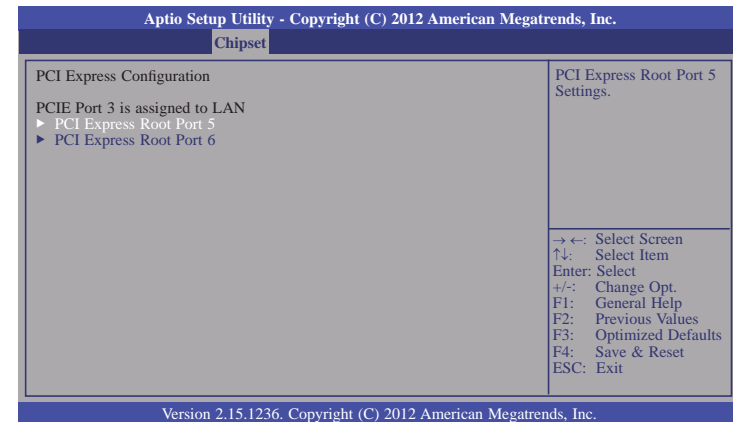 Aptio Setup Utility - Copyright (C) 2012 American Megatrends, Inc.
Chipset
PCI Express Configuration
PCIE Port 3 is assigned to LAN
► PCI Express Root Port 5
► PCI Express Root Port 6
PCI Express Root Port 5
Settings.
→ ←: Select Screen
↑↓: Select Item
Enter: Select
+/-: Change Opt.
F1: General Help
F2: Previous Values
F3: Optimized Defaults
F4: Save & Reset
ESC: Exit
Version 2.15.1236. Copyright (C) 2012 American Megatrends, Inc.